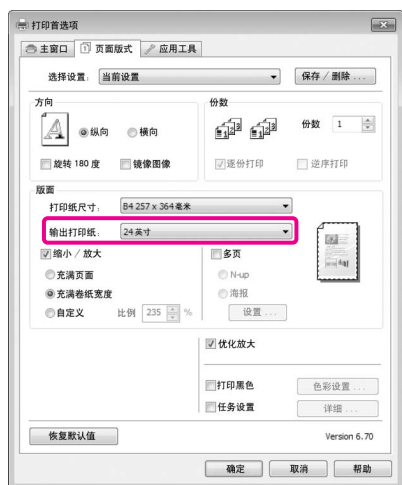 打印首选项
主窗口 页面版式 应用工具
选择设置: 当前设置 保存 / 删除 ...
方向
A 纵向 横向
旋转 180 度 镜像图像
份数
份数 1
逐份打印 逆序打印
版面
打印纸尺寸: B4 257 x 364 毫米
输出打印纸: 24 英寸
缩小 / 放大 多页
充满页面 N-up
充满卷纸宽度 海报
自定义 比例 235 % 设置 ...
优化放大
打印黑色 色彩设置 ...
任务设置 详细 ...
恢复默认值 Version 6.70
确定 取消 帮助